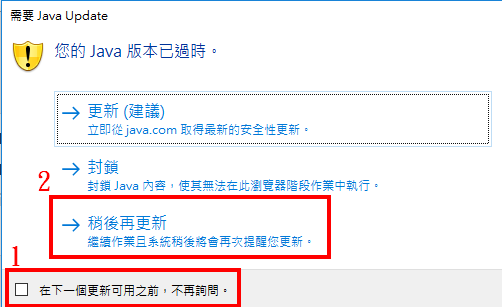 需要 Java Update
您的 Java 版本已過時。
更新 (建議)
立即從 java.com 取得最新的安全性更新。
2
封鎖
封鎖 Java 內容，使其無法在此瀏覽器階段作業中執行。
稍後再更新
繼續作業且系統稍後將會再次提醒您更新。
1
在下一個更新可用之前，不再詢問。